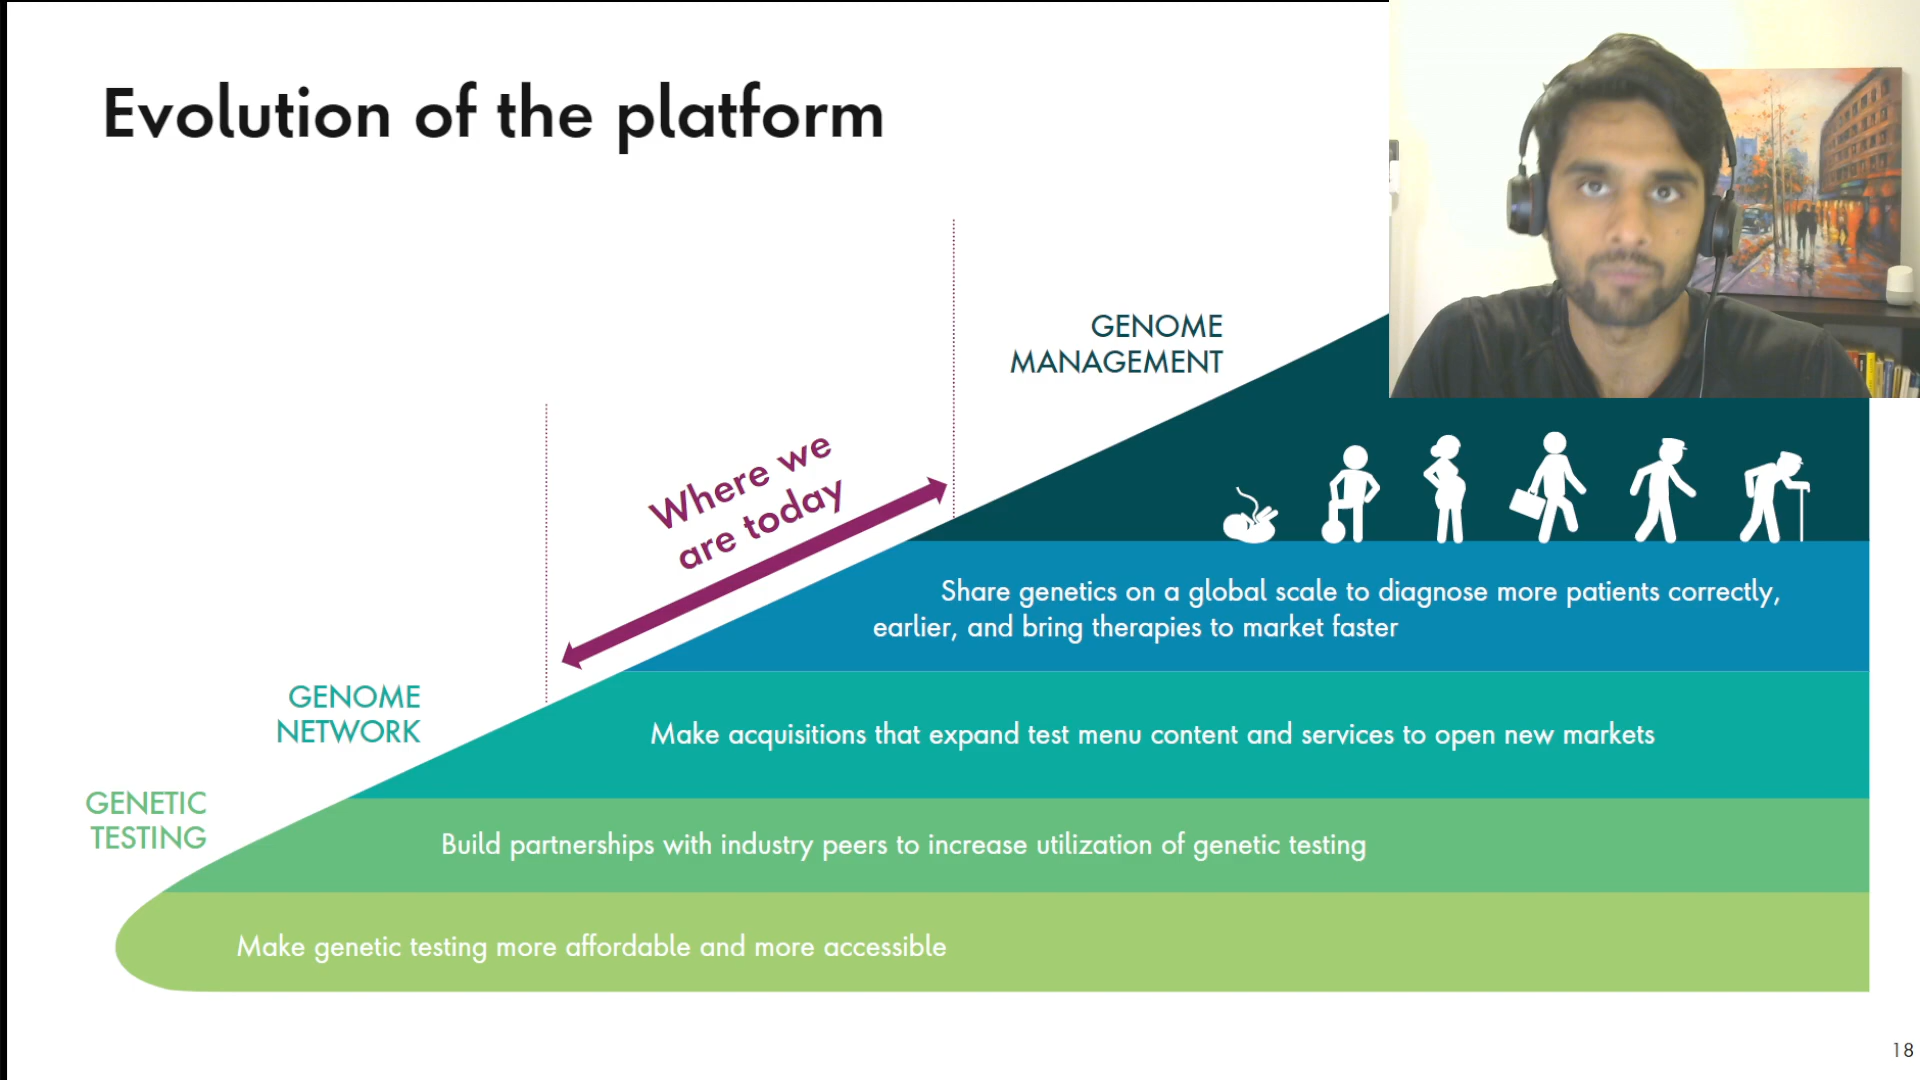 Evolution of the platform
GENOME
MANAGEMENT
Where we
are today
Share genetics on a global scale to diagnose more patients correctly,
earlier, and bring therapies to market faster
GENOME
NETWORK
Make acquisitions that expand test menu content and services to open new markets
GENETIC
TESTING
Build partnerships with industry peers to increase utilization of genetic testing
Make genetic testing more affordable and more accessible
18